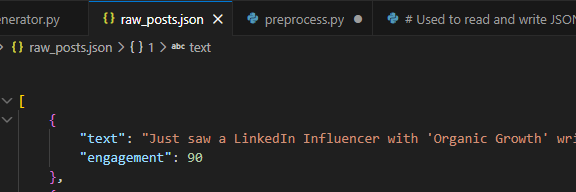 enerator.py {} raw_posts.json × preprocess.py ● # Used to read and write JSON
> {} raw_posts.json > { } 1 > abc text
[
{
"text": "Just saw a LinkedIn Influencer with 'Organic Growth' wri
"engagement": 90
},